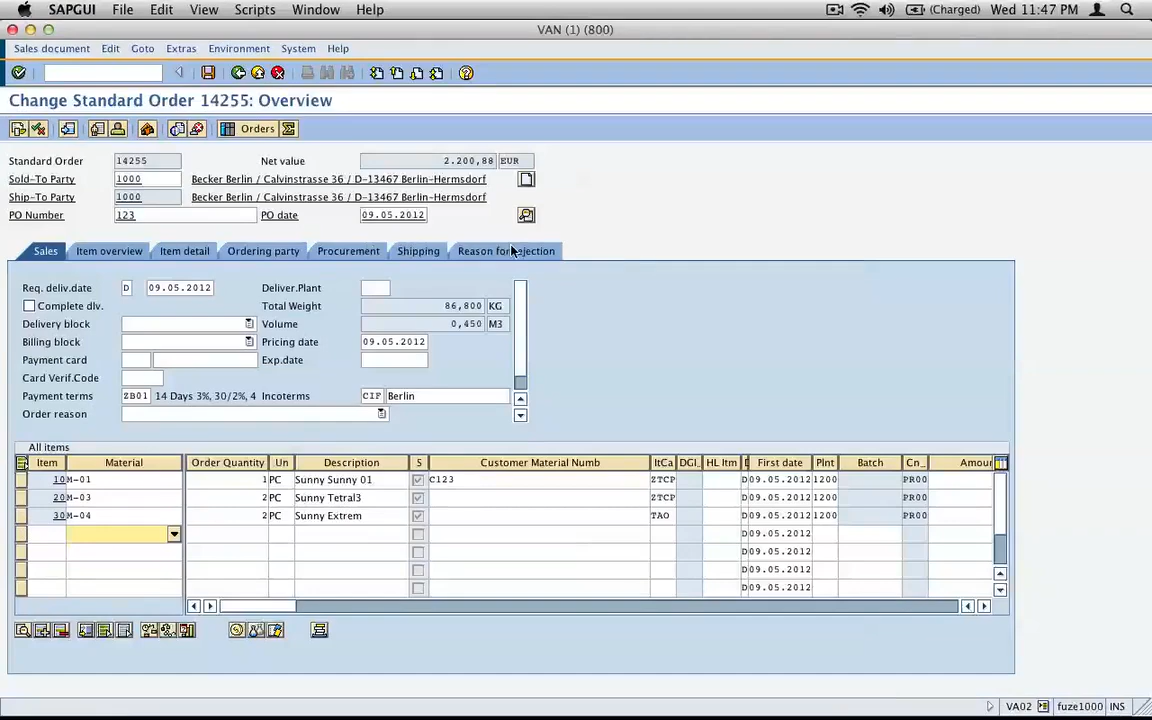 SAPGUI File Edit View Scripts Window Help (Charged) Wed 11:47 PM
VAN (1) (800)
Sales document Edit Goto Extras Environment System Help
Change Standard Order 14255: Overview
Orders
Standard Order 14255 Net value 2.200,88 EUR
Sold-To Party 1000 Becker Berlin / Calvinstrasse 36 / D-13467 Berlin-Hermsdorf
Ship-To Party 1000 Becker Berlin / Calvinstrasse 36 / D-13467 Berlin-Hermsdorf
PO Number 123 PO date 09.05.2012
Sales Item overview Item detail Ordering party Procurement Shipping Reason for rejection
Req. deliv.date D 09.05.2012 Deliver.Plant
Complete dlv. Total Weight 86,800 KG
Delivery block Volume 0,450 M3
Billing block Pricing date 09.05.2012
Payment card Exp.date
Card Verif.Code
Payment terms ZB01 14 Days 3%, 30/2%, 4 Incoterms CIF Berlin
Order reason
All items
Item Material Order Quantity Un Description S Customer Material Numb ItCa DGI_ HL Itm D First date Plnt Batch Cn_ Amou
10 M-01 1 PC Sunny Sunny 01 C123 ZTCP D 09.05.2012 1200 PR00
20 M-03 2 PC Sunny Tetral3 ZTCP D 09.05.2012 1200 PR00
30 M-04 2 PC Sunny Extrem TAO D 09.05.2012 1200 PR00
D 09.05.2012
D 09.05.2012
D 09.05.2012
D 09.05.2012
VA02 fuze1000 INS